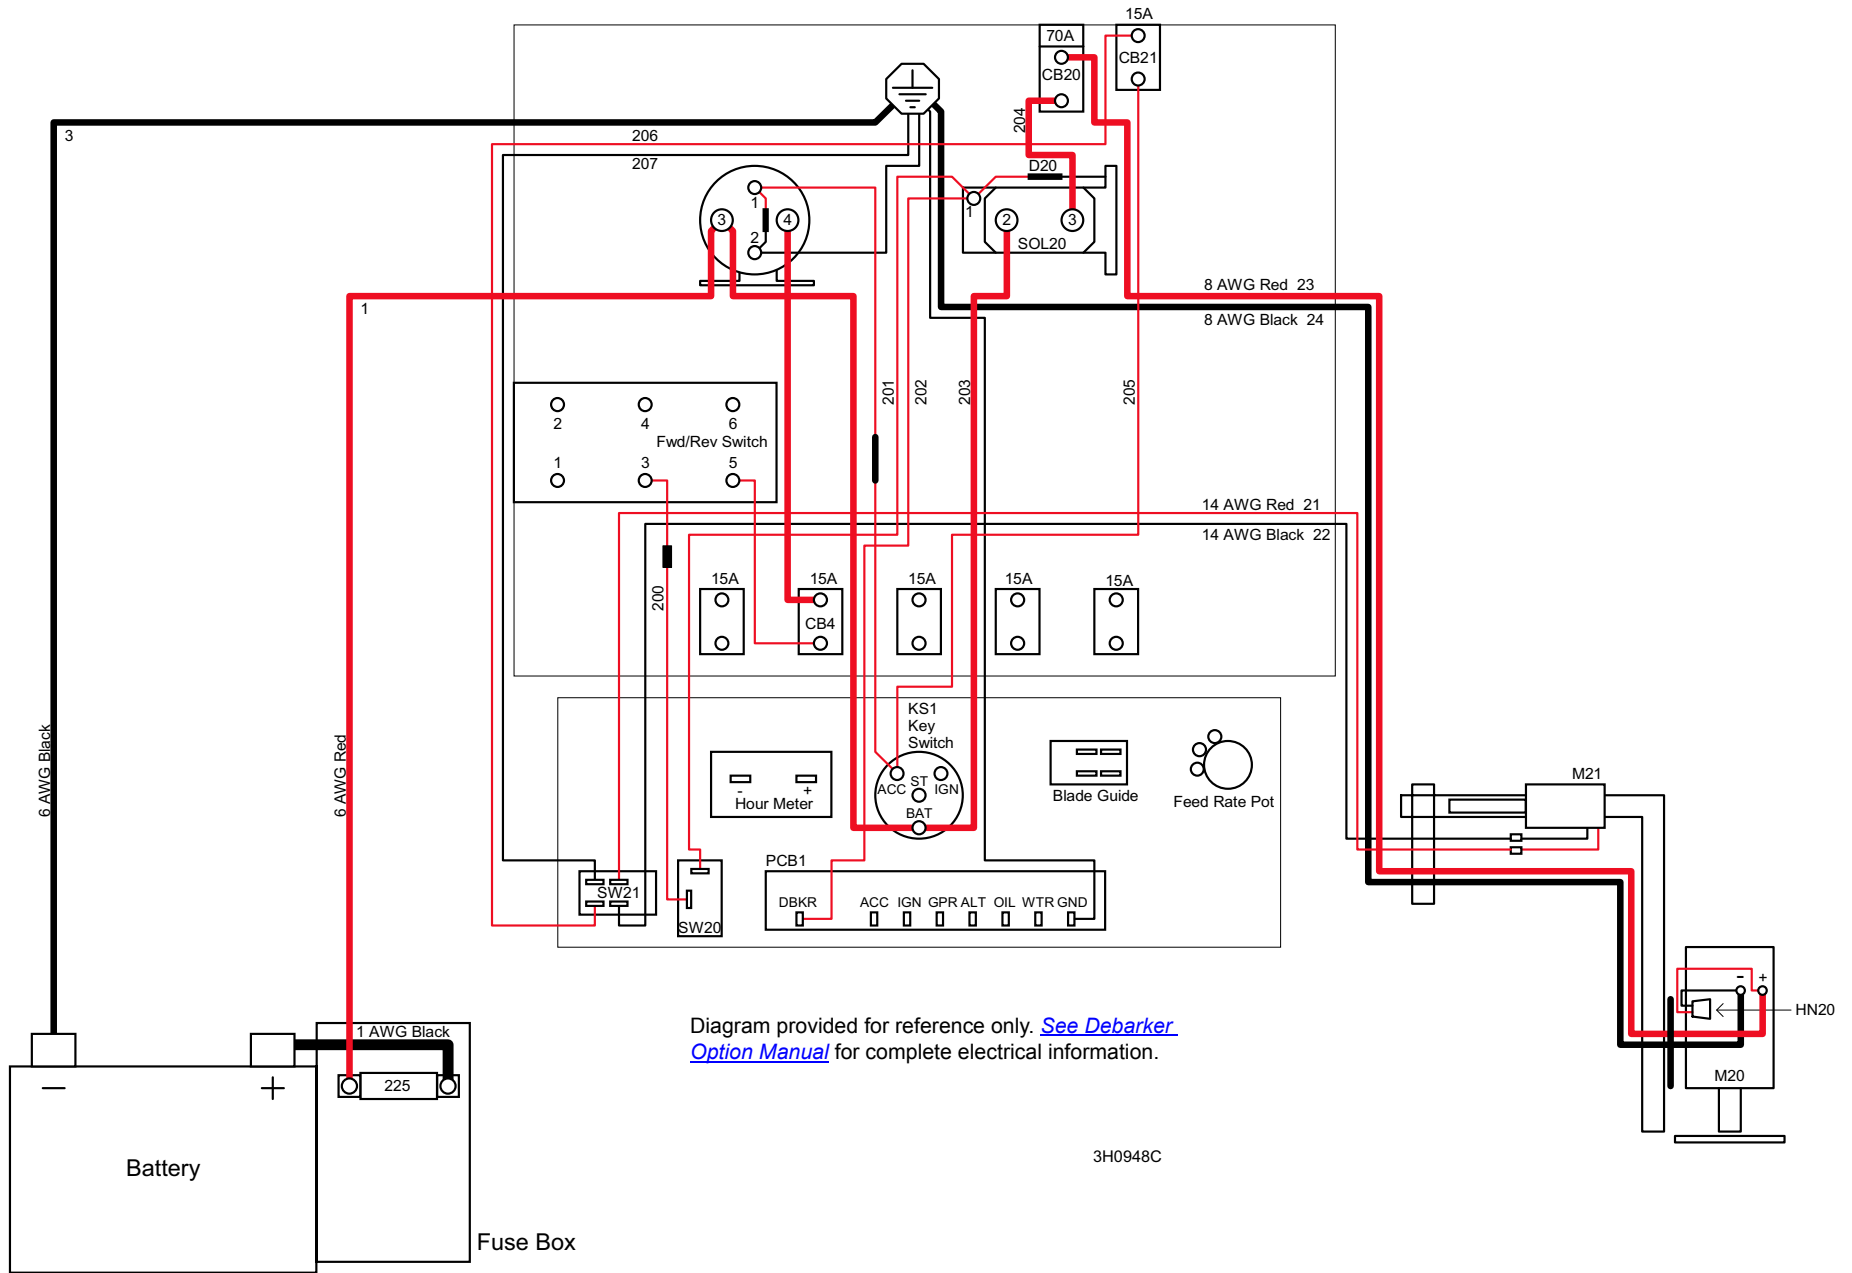 15A
70A
CB21
CB20
3
206
204
207
D20
1
3
4
2
1
2
3
SOL20
1
8 AWG Red 23
8 AWG Black 24
201
202
203
205
2
4
6
Fwd/Rev Switch
1
3
5
14 AWG Red 21
14 AWG Black 22
200
15A
15A
15A
15A
15A
CB4
KS1
Key
Switch
ACC
ST
IGN
BAT
-
+
Hour Meter
Blade Guide
Feed Rate Pot
M21
6 AWG Black
6 AWG Red
PCB1
SW21
SW20
DBKR
ACC
IGN
GPR
ALT
OIL
WTR
GND
-
+
HN20
M20
1 AWG Black
225
−
+
Battery
Fuse Box
Diagram provided for reference only. See Debarker
Option Manual for complete electrical information.
3H0948C